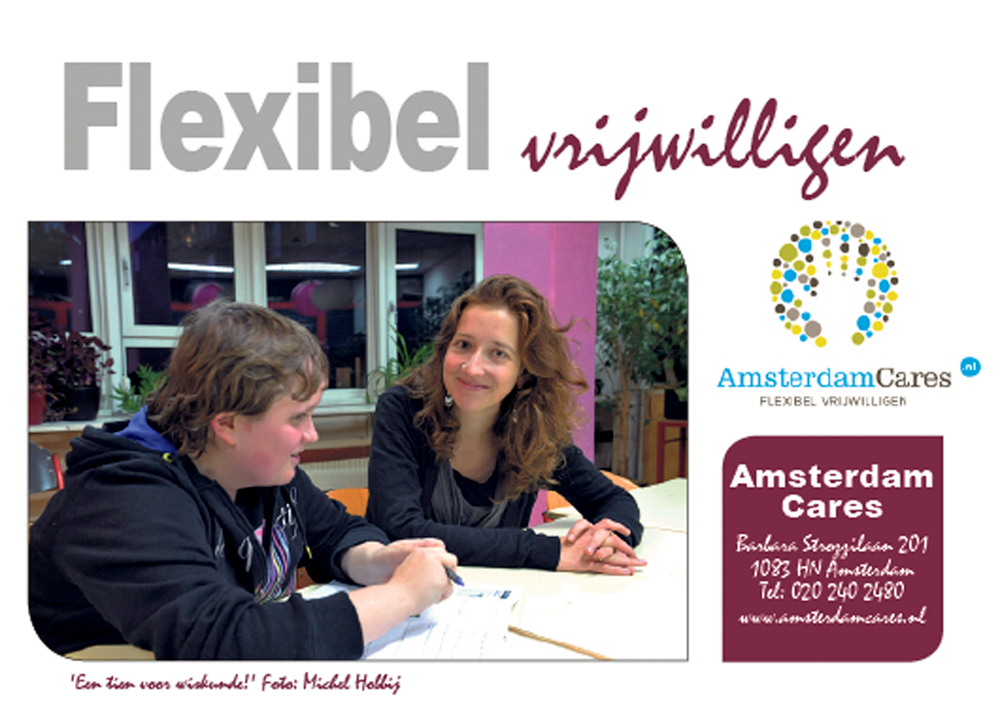 Flexibel vrijwilligen
AmsterdamCares .nl
FLEXIBEL VRIJWILLIGEN
Amsterdam
Cares
Barbara Strozzilaan 201
1083 HN Amsterdam
Tel: 020 240 2480
www.amsterdamcares.nl
'Een tien voor wiskunde!' Foto: Michel Hobbij